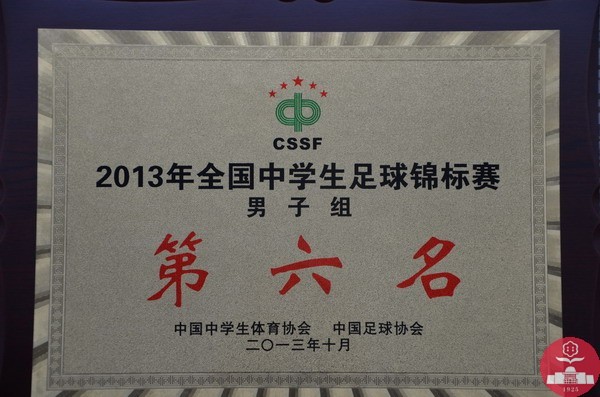 CSSF
2013年全国中学生足球锦标赛
男子组
第六名
中国中学生体育协会 中国足球协会
二〇一三年十月
1925